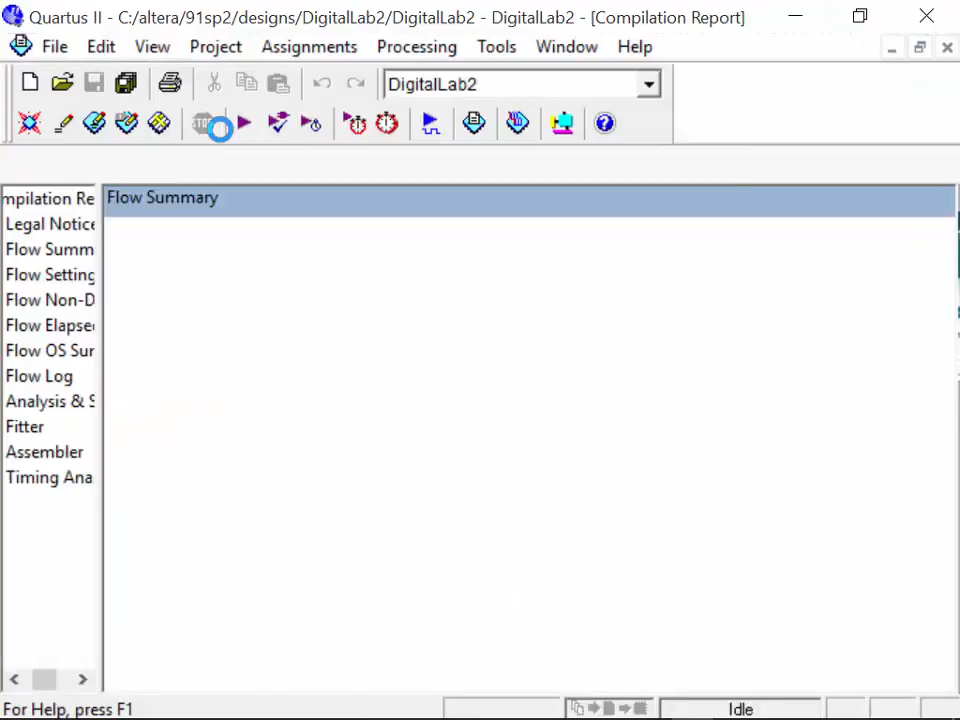 Quartus II - C:/altera/91sp2/designs/DigitalLab2/DigitalLab2 - DigitalLab2 - [Compilation Report]
File Edit View Project Assignments Processing Tools Window Help
DigitalLab2
STOP
mpilation Re
Flow Summary
Legal Notice
Flow Summ
Flow Setting
Flow Non-D
Flow Elapse
Flow OS Sur
Flow Log
Analysis & S
Fitter
Assembler
Timing Ana
For Help, press F1
Idle